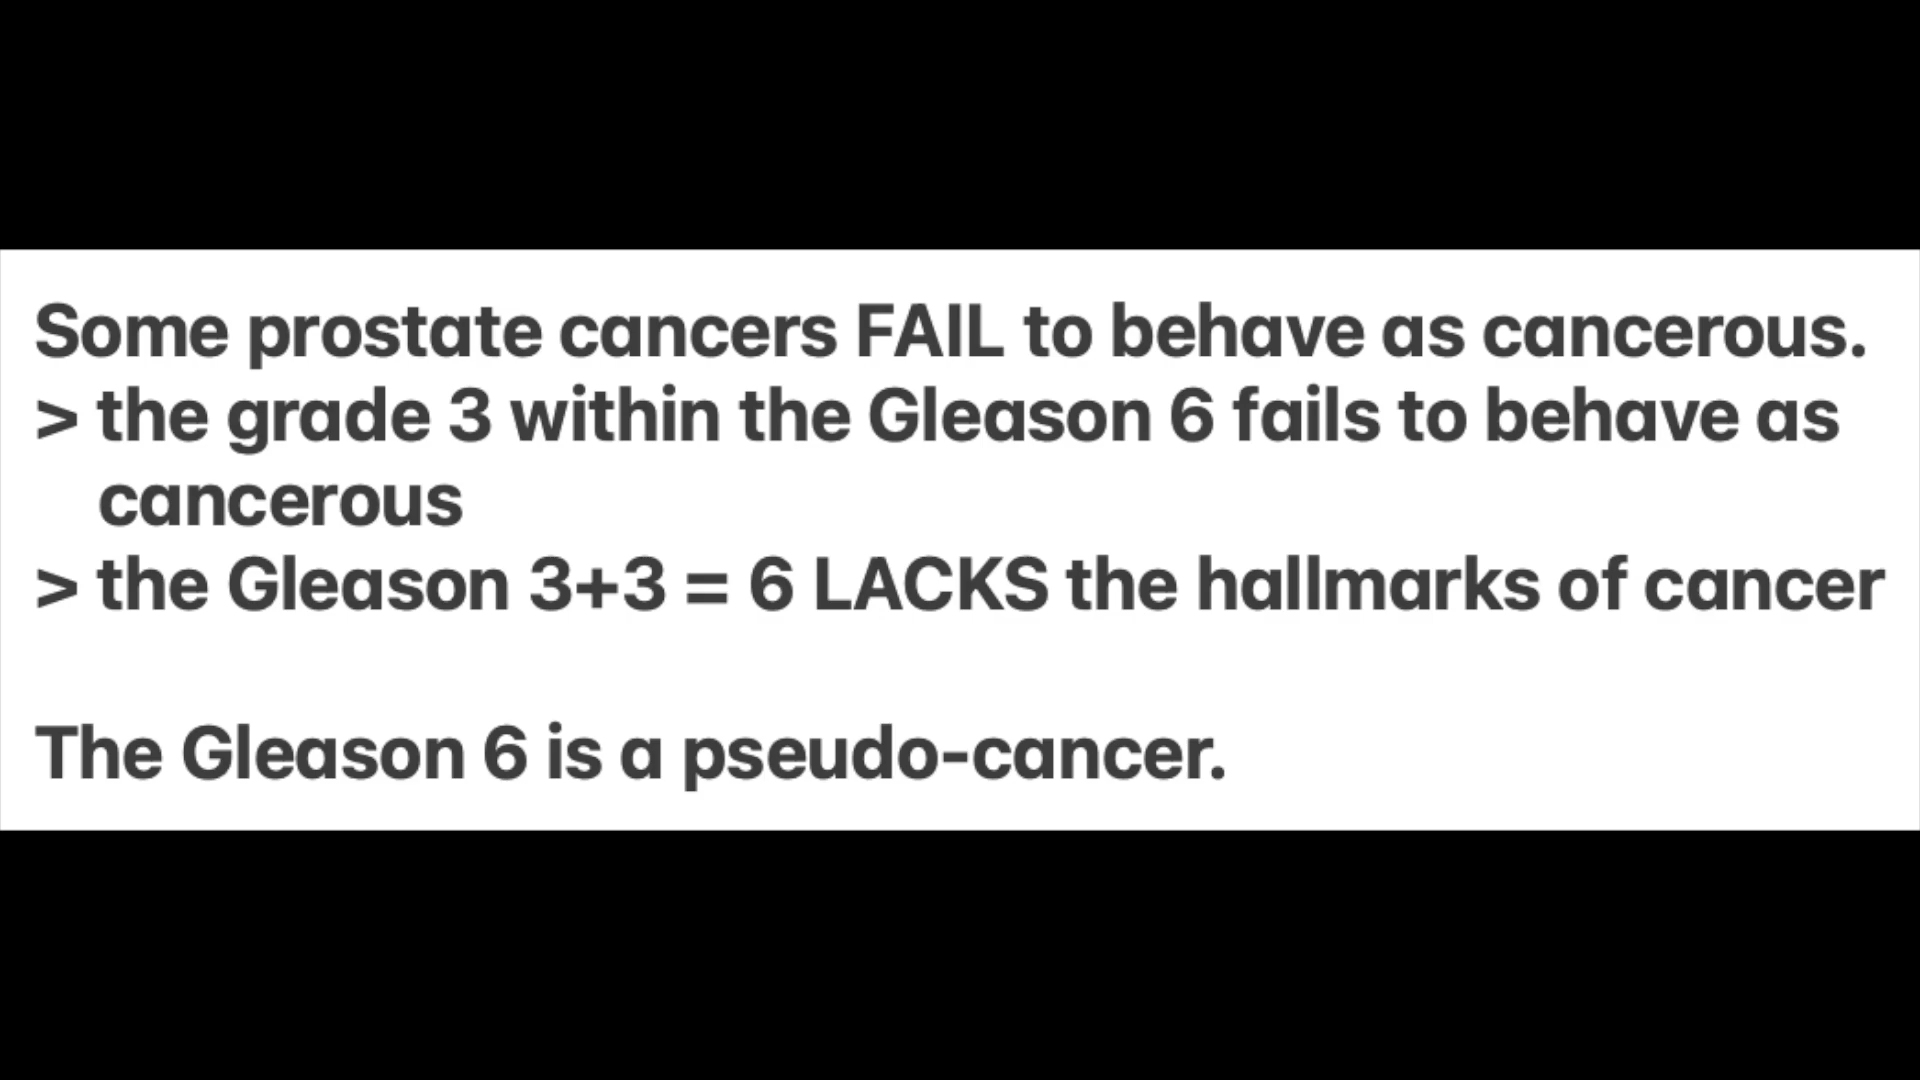 Some prostate cancers FAIL to behave as cancerous.
> the grade 3 within the Gleason 6 fails to behave as
cancerous
> the Gleason 3+3 = 6 LACKS the hallmarks of cancer
The Gleason 6 is a pseudo-cancer.